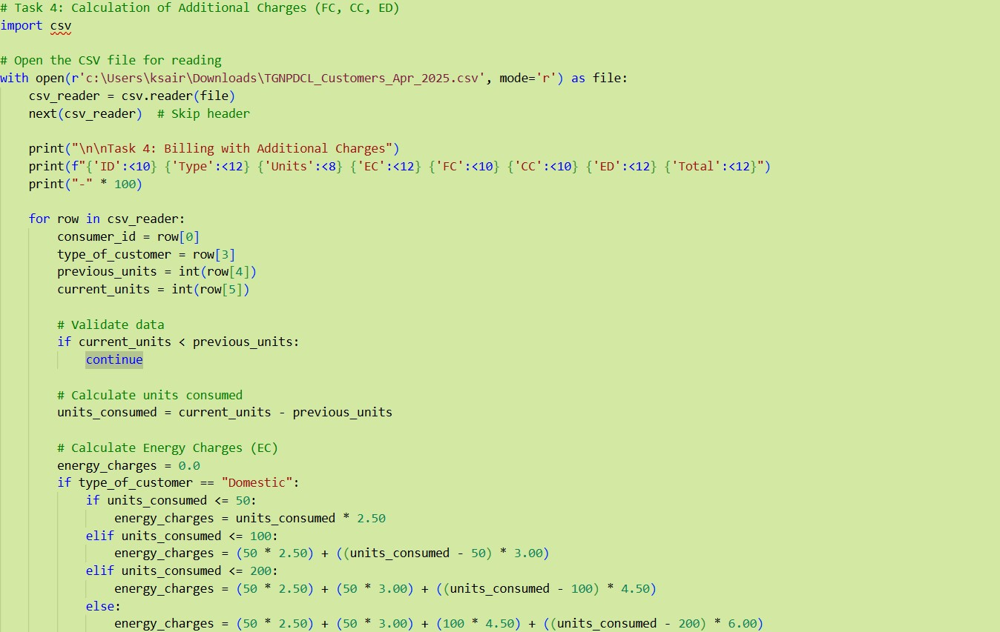 # Task 4: Calculation of Additional Charges (FC, CC, ED)
import csv
# Open the CSV file for reading
with open(r'c:\Users\ksair\Downloads\TGNPDCL_Customers_Apr_2025.csv', mode='r') as file:
    csv_reader = csv.reader(file)
    next(csv_reader)  # Skip header
    print("\n\nTask 4: Billing with Additional Charges")
    print(f"{'ID':<10} {'Type':<12} {'Units':<8} {'EC':<12} {'FC':<10} {'CC':<10} {'ED':<12} {'Total':<12}")
    print("-" * 100)
    for row in csv_reader:
        consumer_id = row[0]
        type_of_customer = row[3]
        previous_units = int(row[4])
        current_units = int(row[5])
        # Validate data
        if current_units < previous_units:
            continue
        # Calculate units consumed
        units_consumed = current_units - previous_units
        # Calculate Energy Charges (EC)
        energy_charges = 0.0
        if type_of_customer == "Domestic":
            if units_consumed <= 50:
                energy_charges = units_consumed * 2.50
            elif units_consumed <= 100:
                energy_charges = (50 * 2.50) + ((units_consumed - 50) * 3.00)
            elif units_consumed <= 200:
                energy_charges = (50 * 2.50) + (50 * 3.00) + ((units_consumed - 100) * 4.50)
            else:
                energy_charges = (50 * 2.50) + (50 * 3.00) + (100 * 4.50) + ((units_consumed - 200) * 6.00)